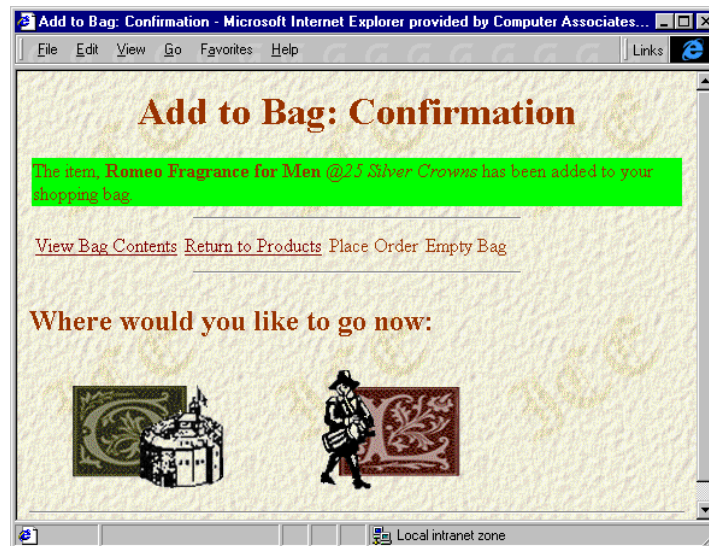 Add to Bag: Confirmation - Microsoft Internet Explorer provided by Computer Associates...
File Edit View Go Favorites Help Links
Add to Bag: Confirmation
The item, Romeo Fragrance for Men @25 Silver Crowns has been added to your
shopping bag.
View Bag Contents Return to Products Place Order Empty Bag
Where would you like to go now:
G L
Local intranet zone